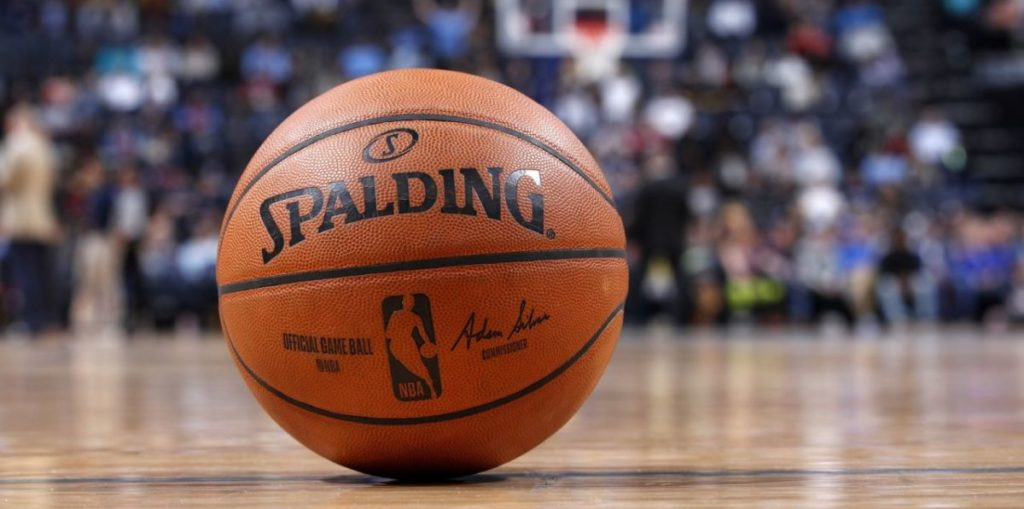 S
SPALDING®
OFFICIAL GAME BALL
@NBA
NBA
Adam Silver
COMMISSIONER